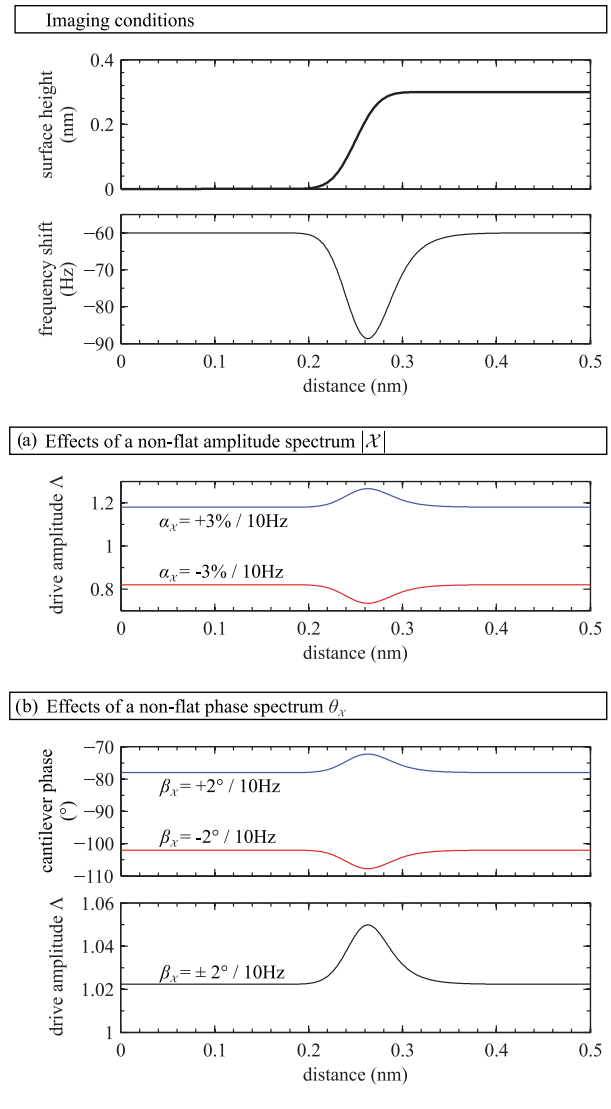 Imaging conditions
0.4
0.2
0
surface height
(nm)
−60
−70
−80
−90
frequency shift
(Hz)
0 0.1 0.2 0.3 0.4 0.5
distance (nm)
(a) Effects of a non-flat amplitude spectrum |𝒳|
1.2
1
0.8
drive amplitude Λ
α𝓍= +3% / 10Hz
α𝓍= -3% / 10Hz
0 0.1 0.2 0.3 0.4 0.5
distance (nm)
(b) Effects of a non-flat phase spectrum θ𝓍
−70
−80
−90
−100
−110
cantilever phase
(°)
β𝓍= +2° / 10Hz
β𝓍= -2° / 10Hz
1.06
1.04
1.02
1
drive amplitude Λ
β𝓍= ± 2° / 10Hz
0 0.1 0.2 0.3 0.4 0.5
distance (nm)